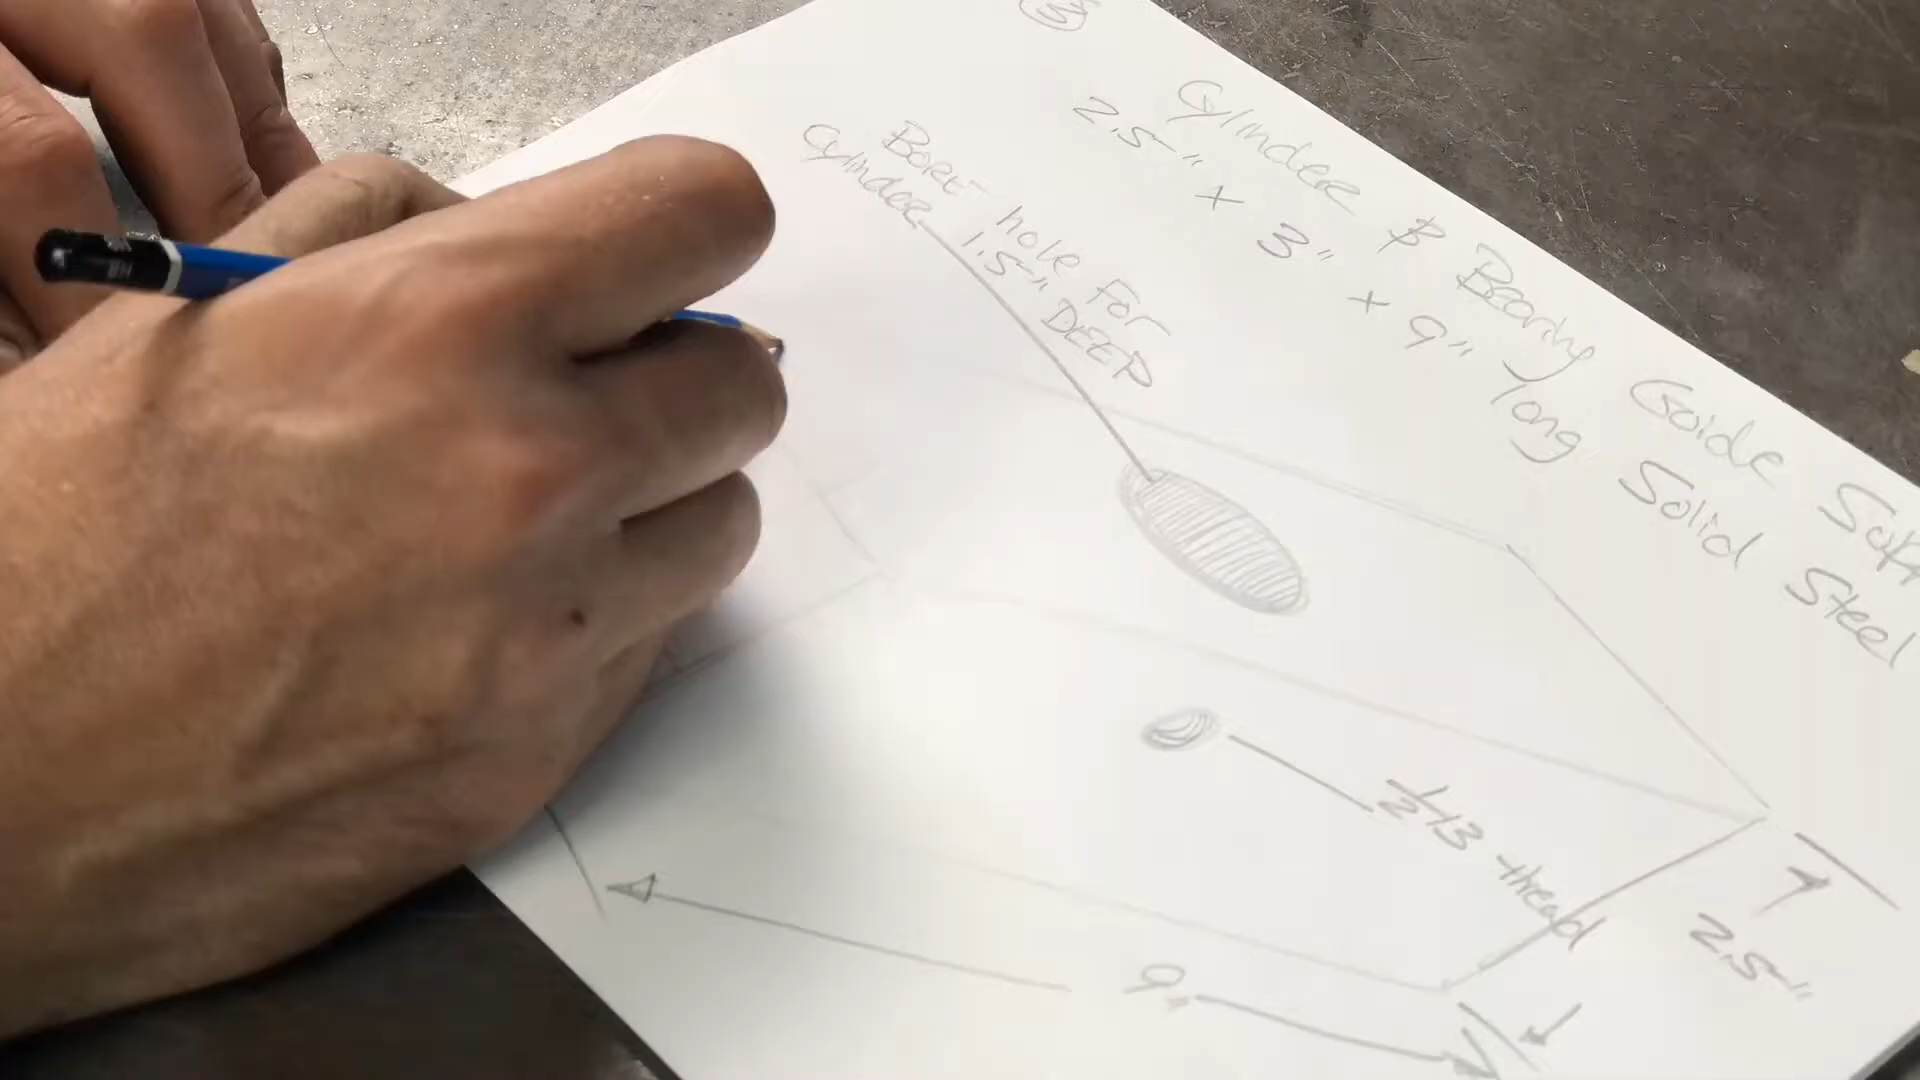 3
Cylinder & Bearing Guide
2.5" x 3" x 9" long Solid Steel
Bore hole For
Cylinder 1.5" DEEP
1/2-13 thread
2.5"
9"